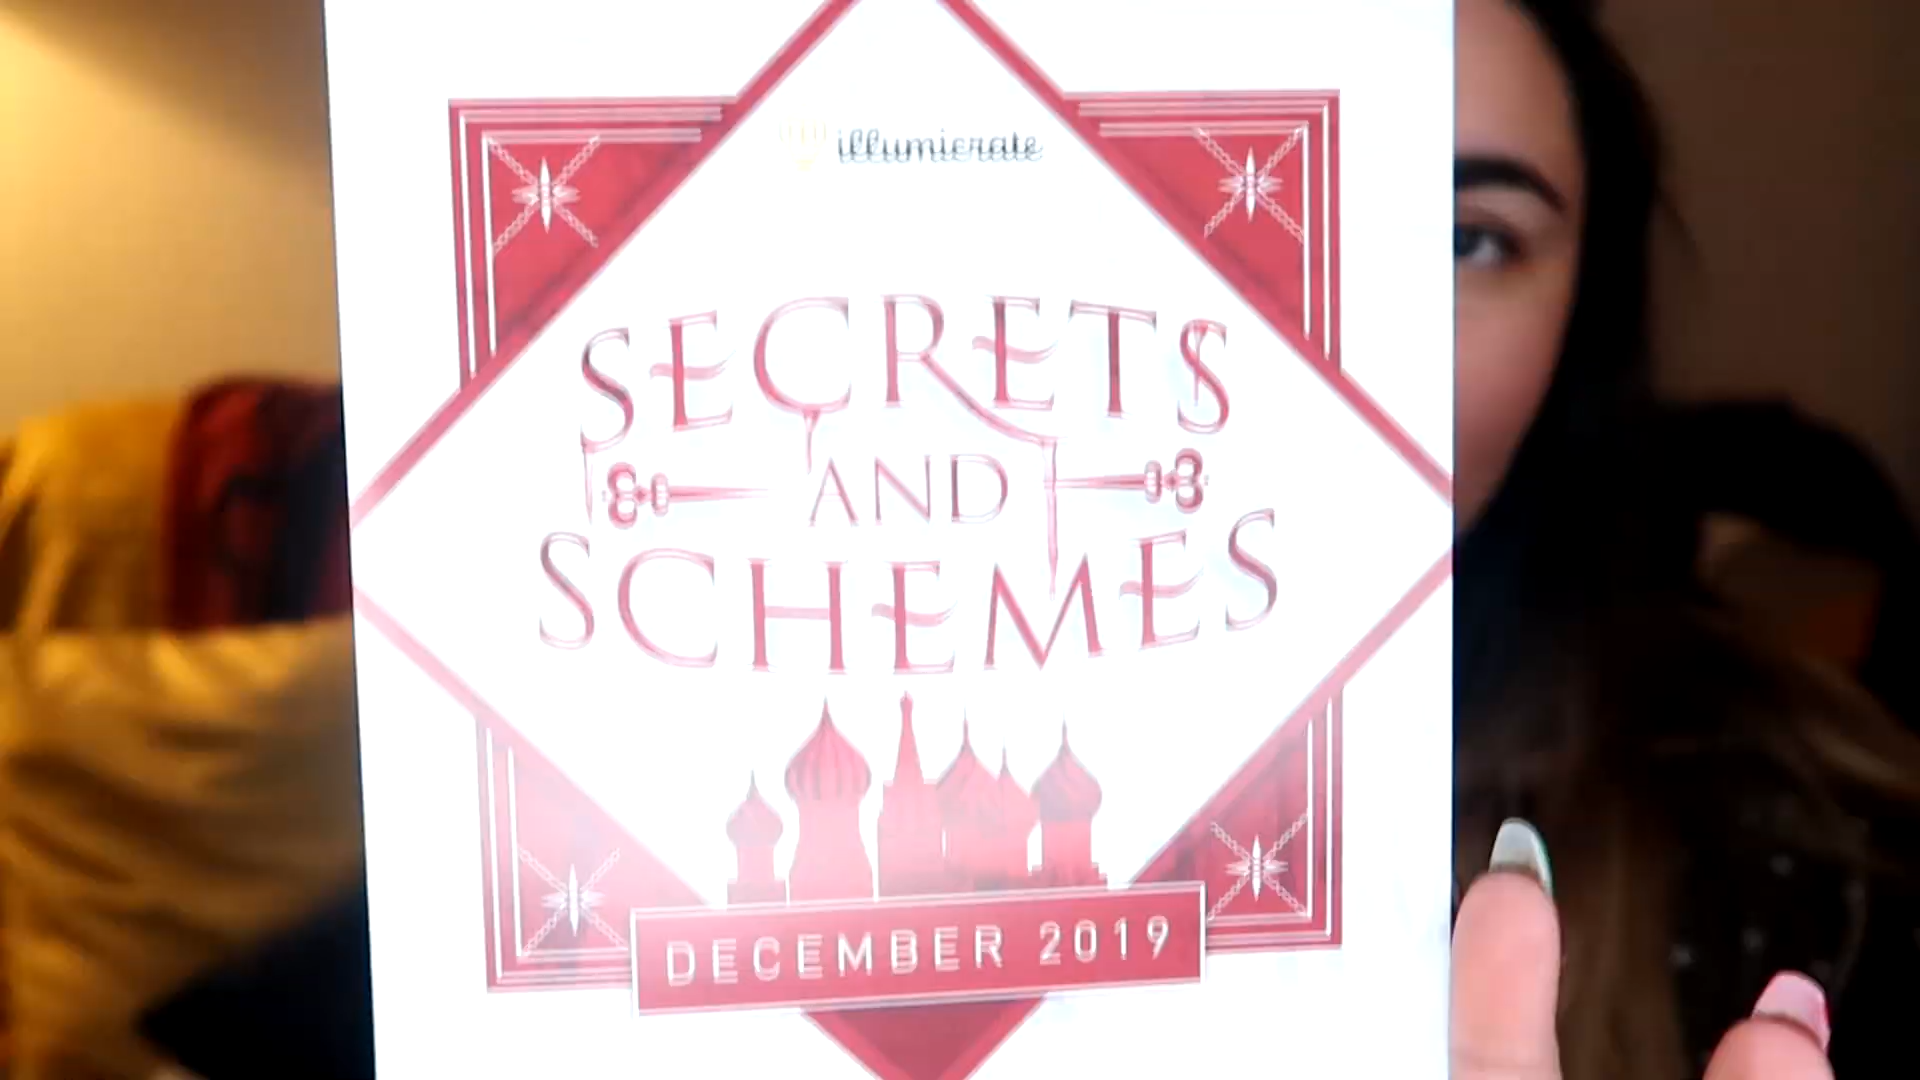 illumicrate
SECRETS
AND
SCHEMES
DECEMBER 2019